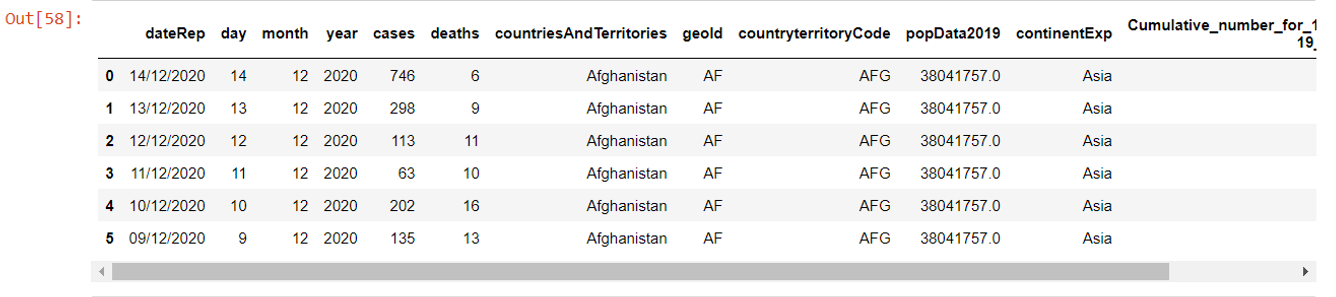 Out[58]:
dateRep day month year cases deaths countriesAndTerritories geoId countryterritoryCode popData2019 continentExp Cumulative_number_for_1
19_
0 14/12/2020 14 12 2020 746 6 Afghanistan AF AFG 38041757.0 Asia
1 13/12/2020 13 12 2020 298 9 Afghanistan AF AFG 38041757.0 Asia
2 12/12/2020 12 12 2020 113 11 Afghanistan AF AFG 38041757.0 Asia
3 11/12/2020 11 12 2020 63 10 Afghanistan AF AFG 38041757.0 Asia
4 10/12/2020 10 12 2020 202 16 Afghanistan AF AFG 38041757.0 Asia
5 09/12/2020 9 12 2020 135 13 Afghanistan AF AFG 38041757.0 Asia